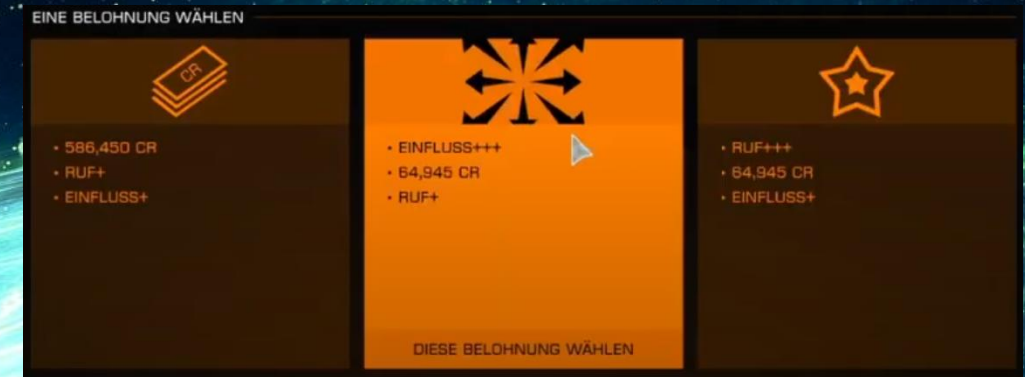 EINE BELOHNUNG WÄHLEN
CR
• 586,450 CR
• RUF+
• EINFLUSS+
• EINFLUSS+++
• 64,945 CR
• RUF+
DIESE BELOHNUNG WÄHLEN
• RUF+++
• 64,945 CR
• EINFLUSS+